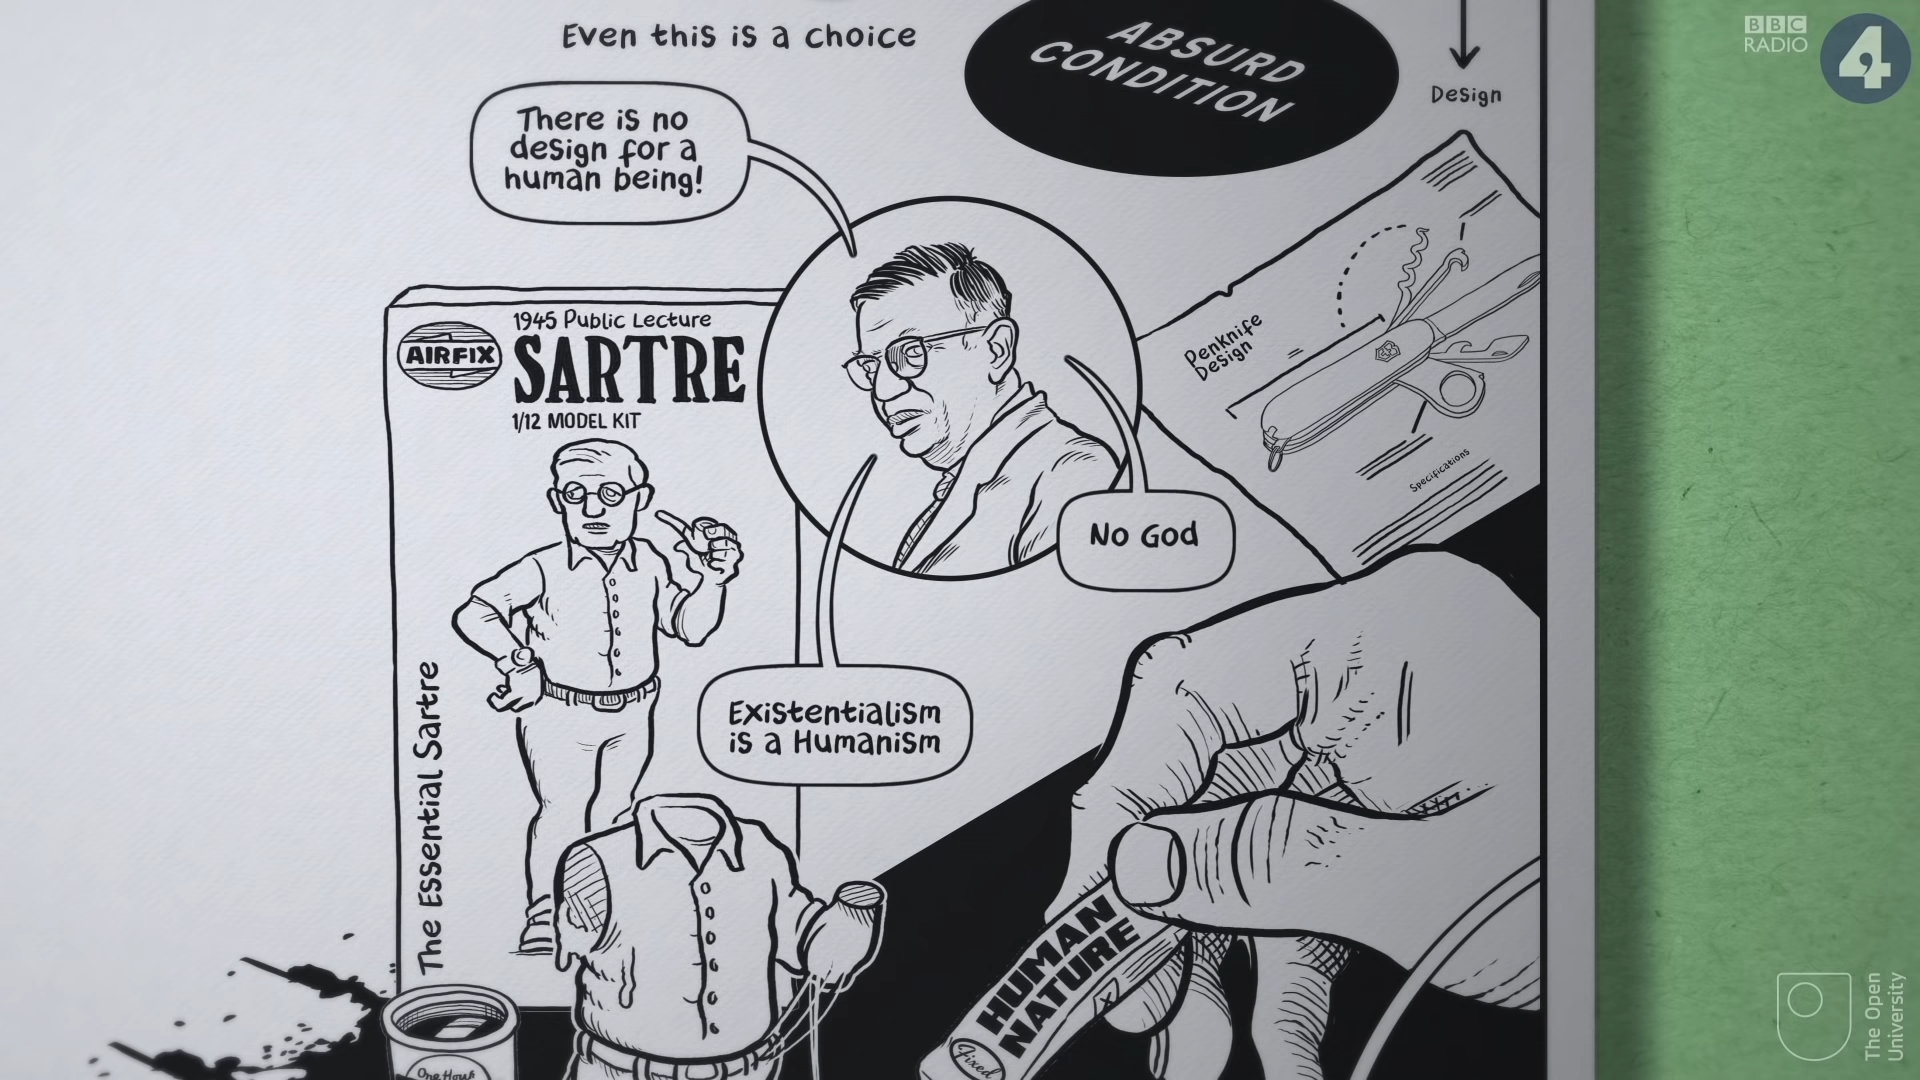 Even this is a choice
ABSURD
CONDITION
Design
BBC
RADIO
4
There is no
design for a
human being!
AIRFIX
1945 Public Lecture
SARTRE
1/12 MODEL KIT
Penknife
Design
Specifications
No God
Existentialism
is a Humanism
The Essential Sartre
HUMAN
NATURE
Fixed
One Hour
The Open
University